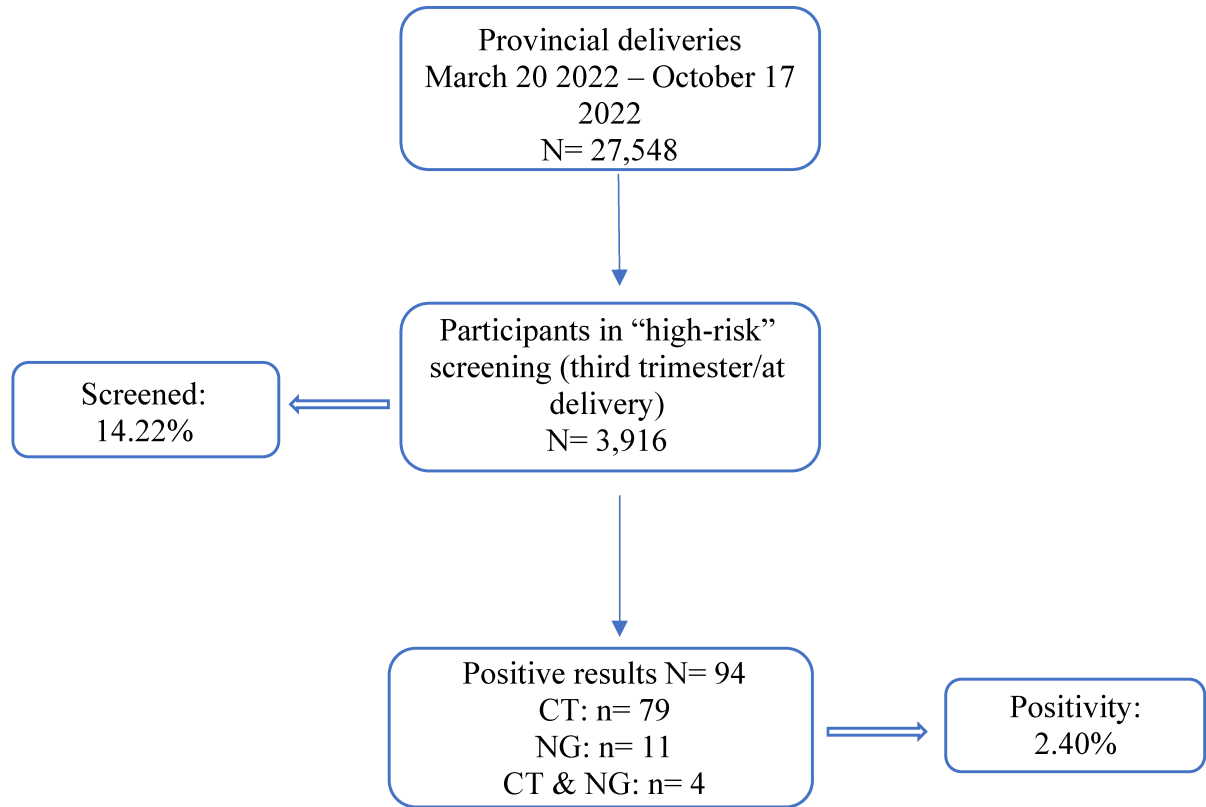 Provincial deliveries
March 20 2022 – October 17
2022
N= 27,548
Participants in “high-risk”
screening (third trimester/at
delivery)
N= 3,916
Screened:
14.22%
Positive results N= 94
CT: n= 79
NG: n= 11
CT & NG: n= 4
Positivity:
2.40%